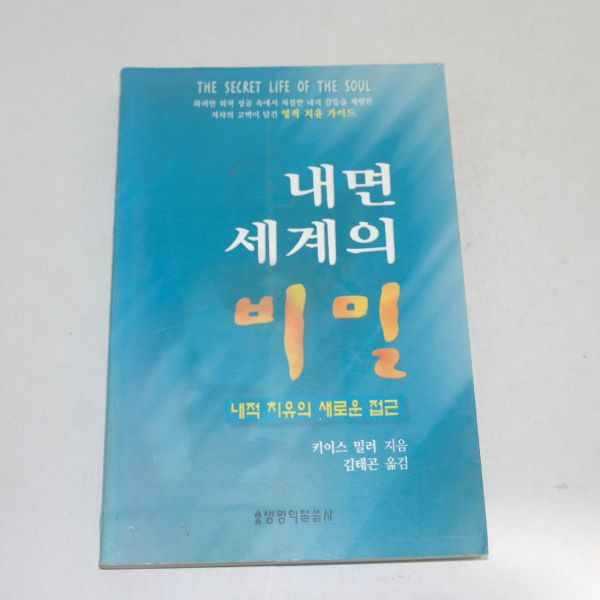 THE SECRET LIFE OF THE SOUL
화려한 외적 성공 속에서 처절한 내적 갈등을 체험한
저자의 고백이 담긴 영적 치유 가이드
내면
세계의
비밀
내적 치유의 새로운 접근
키이스 밀러 지음
김태곤 옮김
생명의말씀사